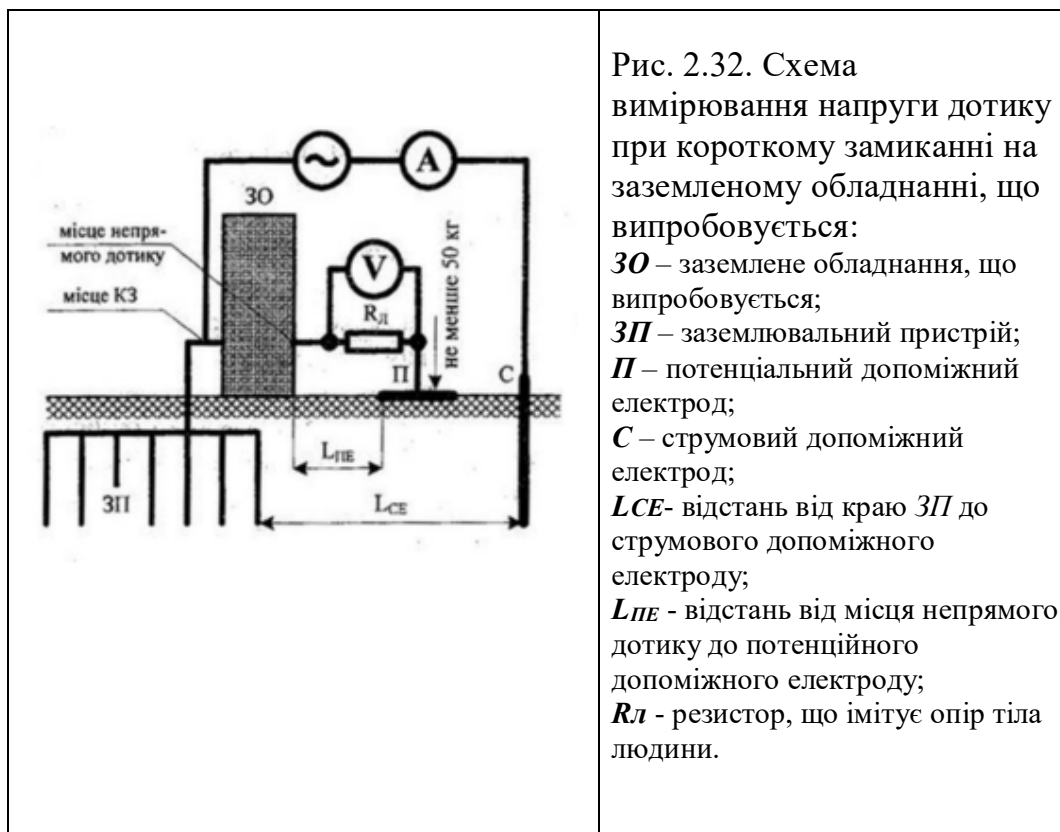 ~
A
ЗО
місце непря-
мого дотику
місце КЗ
V
Rл
не менше 50 кг
П
С
LПЕ
ЗП
LСЕ
Рис. 2.32. Схема
вимірювання напруги дотику
при короткому замиканні на
заземленому обладнанні, що
випробовується:
ЗО – заземлене обладнання, що
випробовується;
ЗП – заземлювальний пристрій;
П – потенціальний допоміжний
електрод;
С – струмовий допоміжний
електрод;
LСЕ- відстань від краю ЗП до
струмового допоміжного
електроду;
LПЕ - відстань від місця непрямого
дотику до потенційного
допоміжного електроду;
Rл - резистор, що імітує опір тіла
людини.